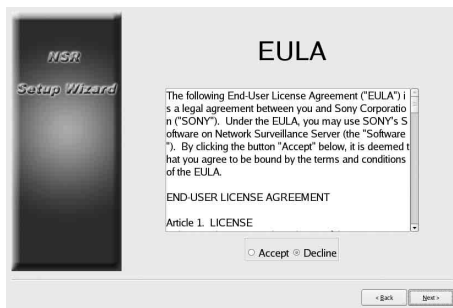 NSR
Setup Wizard
EULA
The following End-User License Agreement ("EULA") i
s a legal agreement between you and Sony Corporatio
n ("SONY"). Under the EULA, you may use SONY's S
oftware on Network Surveillance Server (the "Software
"). By clicking the button "Accept" below, it is deemed t
hat you agree to be bound by the terms and conditions
of the EULA.
END-USER LICENSE AGREEMENT
Article 1. LICENSE
Accept Decline
< Back Next >